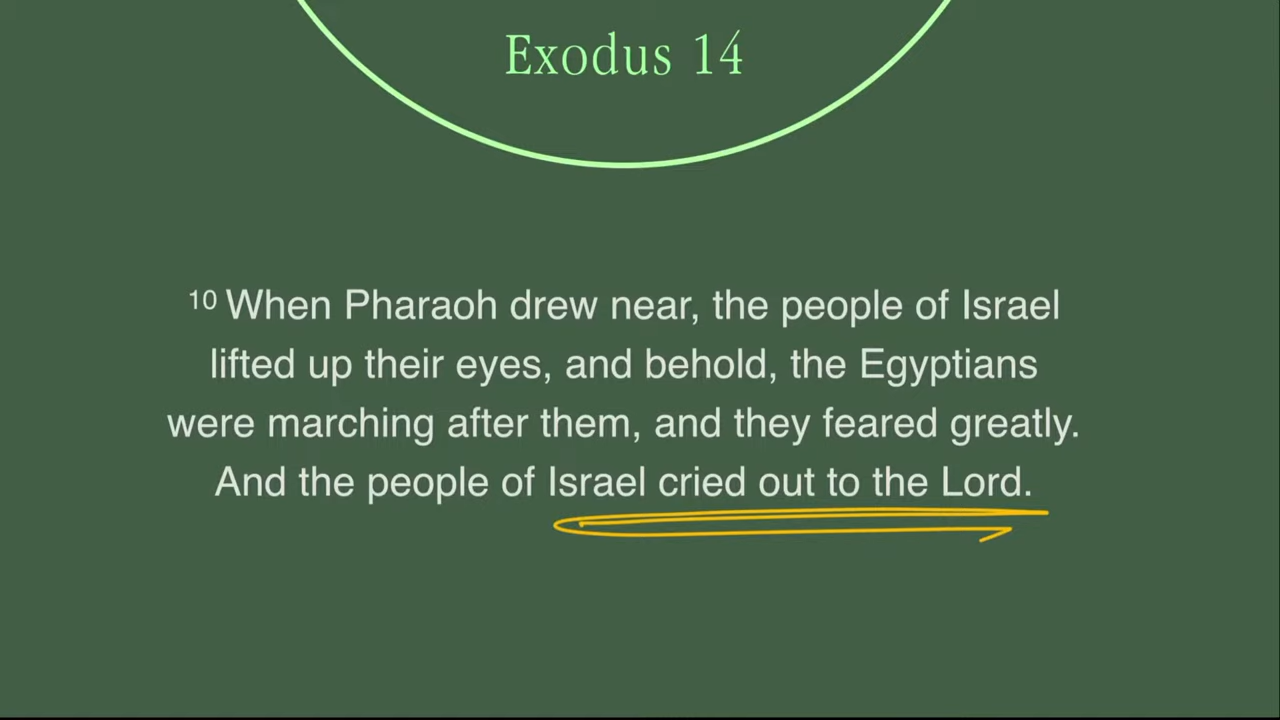 Exodus 14
10 When Pharaoh drew near, the people of Israel
lifted up their eyes, and behold, the Egyptians
were marching after them, and they feared greatly.
And the people of Israel cried out to the Lord.